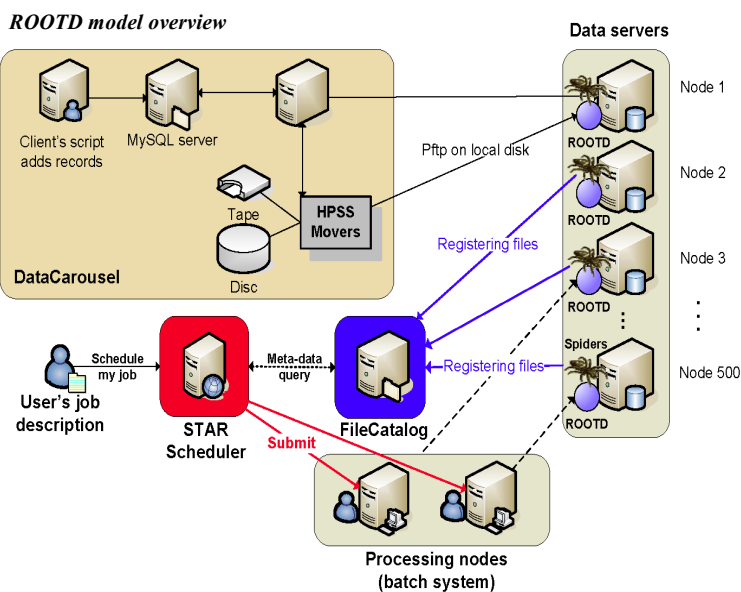 ROOTD model overview
Data servers
Client's script
adds records
MySQL server
Node 1
ROOTD
Pftp on local disk
Node 2
ROOTD
Tape
HPSS
Movers
Registering files
Node 3
ROOTD
Disc
DataCarousel
Spiders
Schedule
my job
Meta-data
query
Registering files
Node 500
User's job
description
STAR
Scheduler
FileCatalog
ROOTD
Submit
Processing nodes
(batch system)